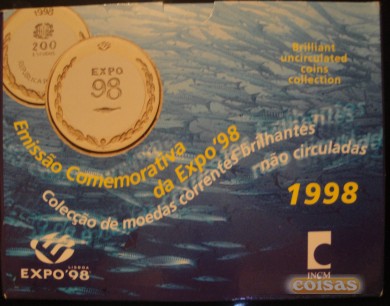 200
EXPO
98
Brilliant
uncirculated
coins
collection
Emissão Comemorativa
da Expo'98
Colecção de moedas correntes brilhantes
não circuladas
1998
LISBOA
EXPO'98
INCM
coisas